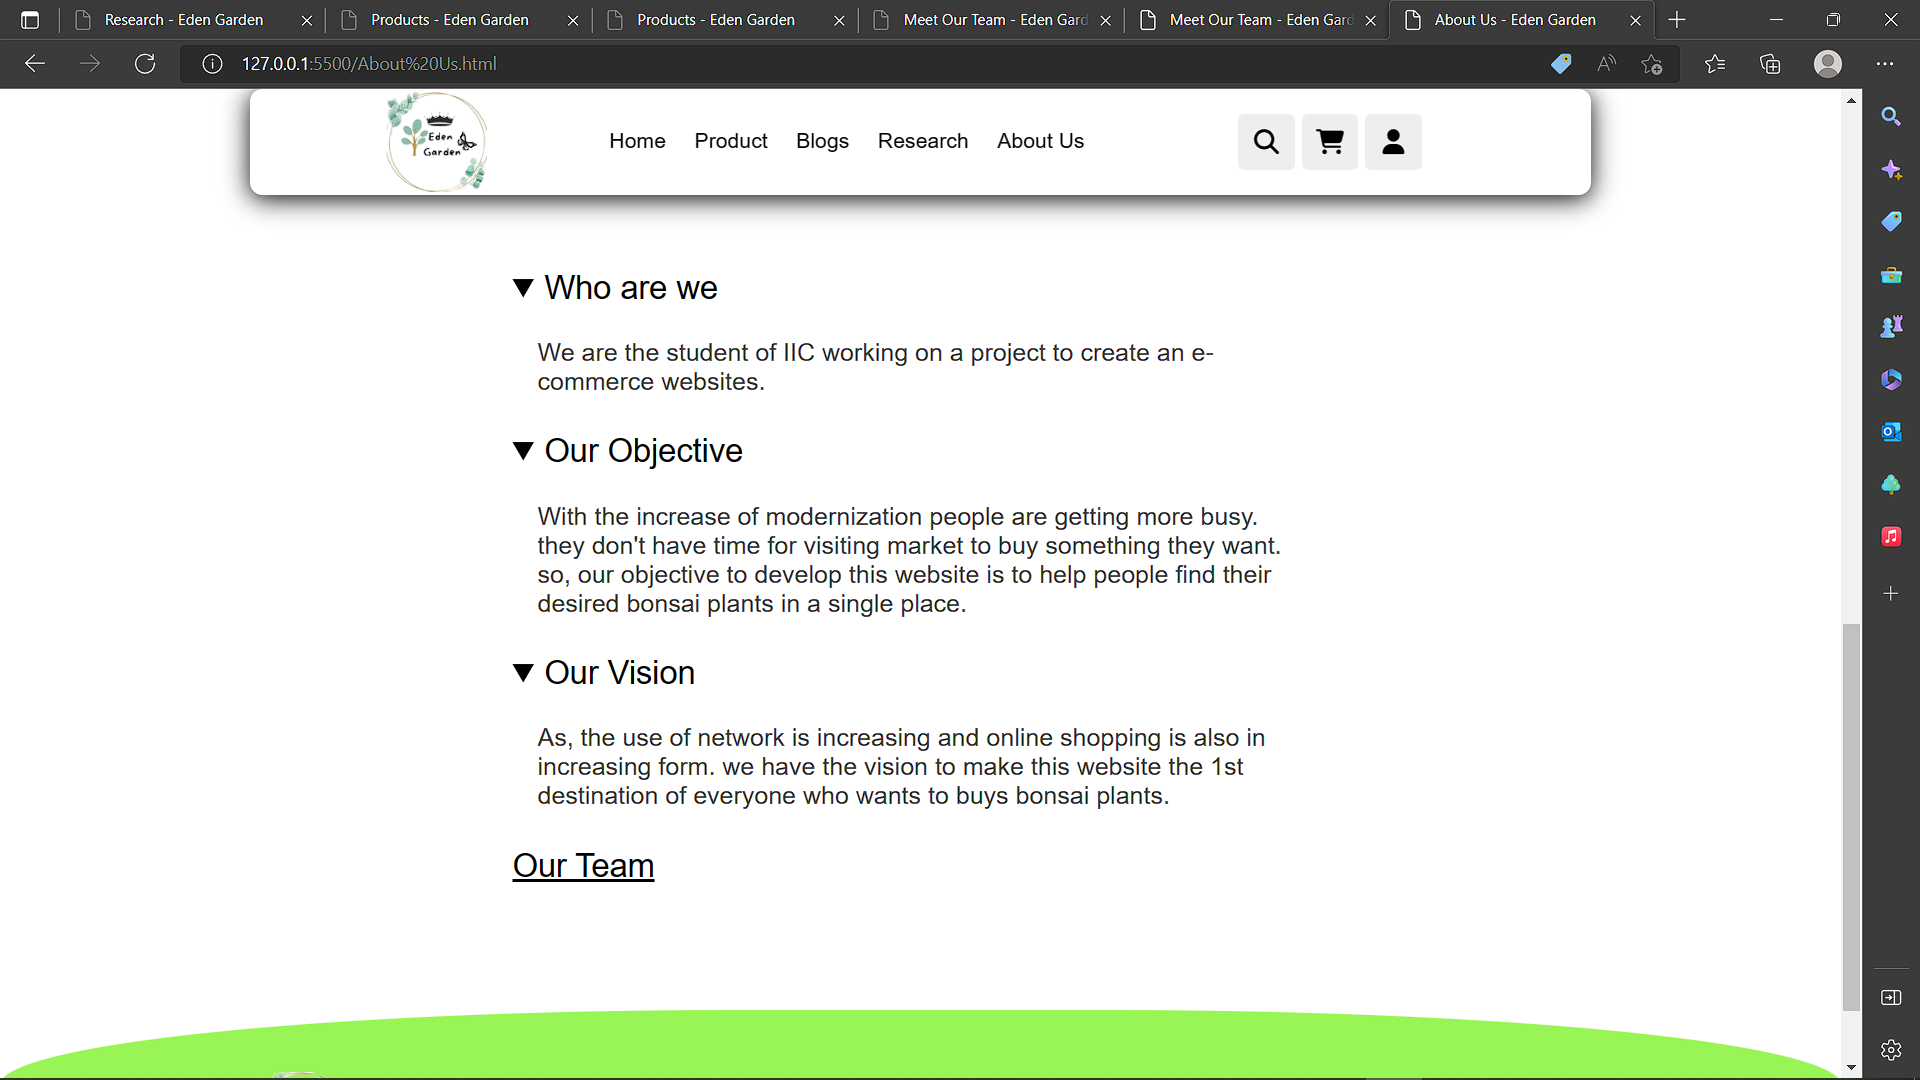 Research - Eden Garden
Products - Eden Garden
Products - Eden Garden
Meet Our Team - Eden Gard
Meet Our Team - Eden Gard
About Us - Eden Garden
127.0.0.1:5500/About%20Us.html
Eden
Garden
Home Product Blogs Research About Us
Who are we
We are the student of IIC working on a project to create an e-
commerce websites.
Our Objective
With the increase of modernization people are getting more busy.
they don't have time for visiting market to buy something they want.
so, our objective to develop this website is to help people find their
desired bonsai plants in a single place.
Our Vision
As, the use of network is increasing and online shopping is also in
increasing form. we have the vision to make this website the 1st
destination of everyone who wants to buys bonsai plants.
Our Team